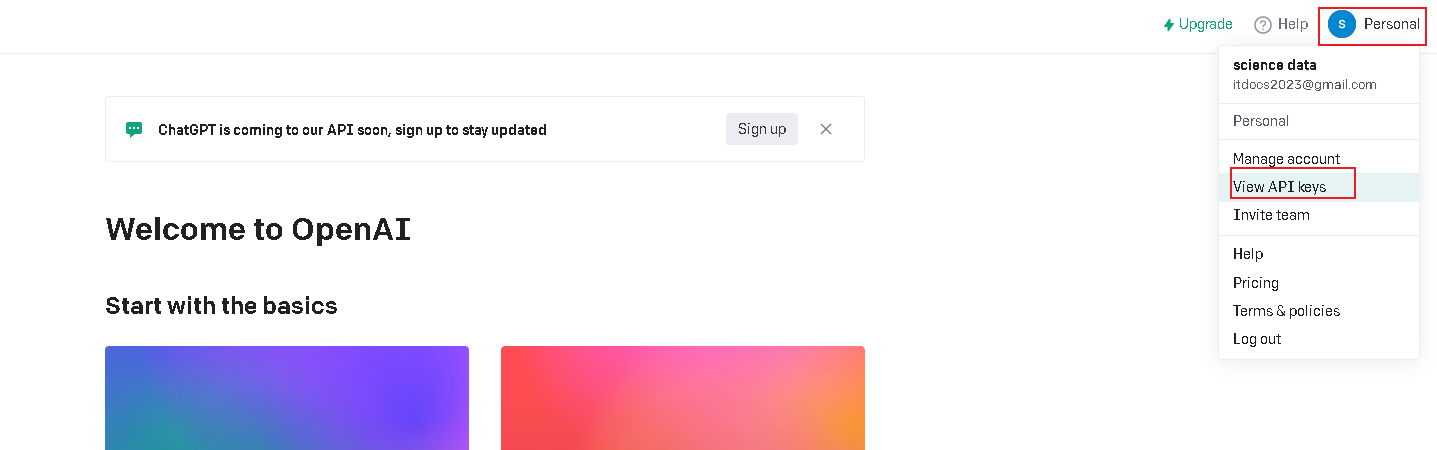 Upgrade Help S Personal
science data
itdocs2023@gmail.com
Personal
Manage account
View API keys
Invite team
Help
Pricing
Terms & policies
Log out
ChatGPT is coming to our API soon, sign up to stay updated Sign up
Welcome to OpenAI
Start with the basics